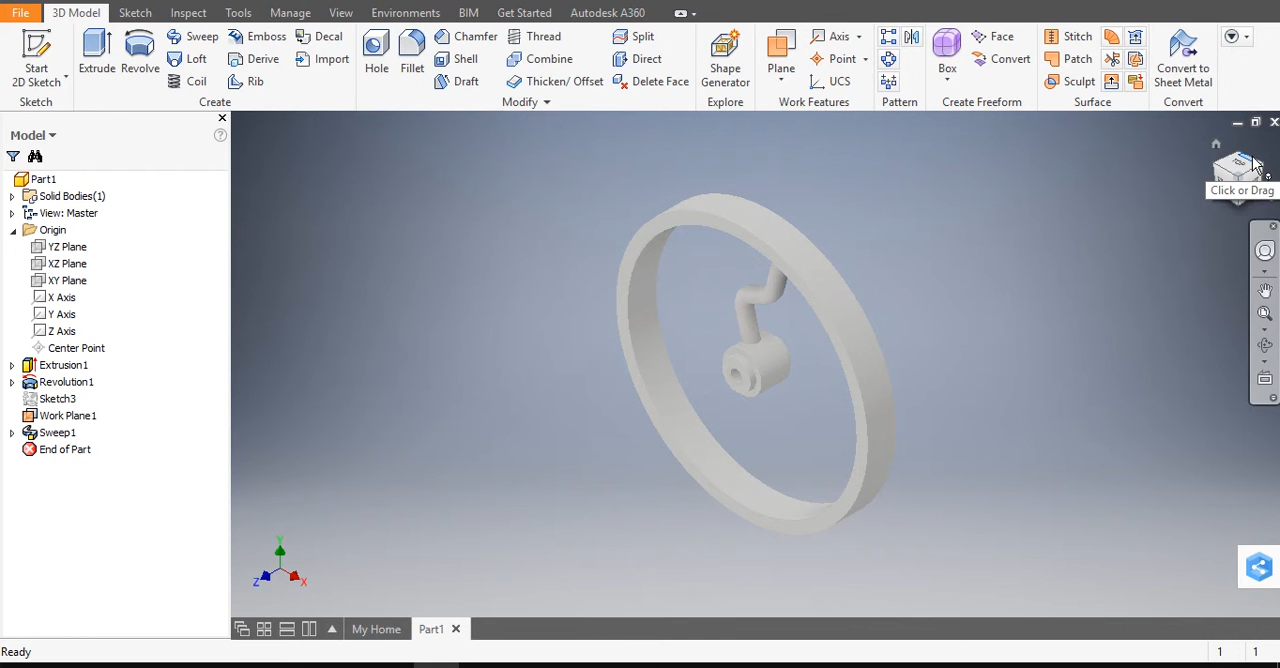 File 3D Model Sketch Inspect Tools Manage View Environments BIM Get Started Autodesk A360
Start
2D Sketch
Extrude
Revolve
Sweep
Emboss
Decal
Loft
Derive
Import
Coil
Rib
Hole
Fillet
Chamfer
Thread
Split
Shell
Combine
Direct
Draft
Thicken/ Offset
Delete Face
Shape
Generator
Plane
Axis
Point
UCS
Box
Face
Convert
Stitch
Patch
Sculpt
Convert to
Sheet Metal
Sketch Create Modify Explore Work Features Pattern Create Freeform Surface Convert
Model
Part1
Solid Bodies(1)
View: Master
Origin
YZ Plane
XZ Plane
XY Plane
X Axis
Y Axis
Z Axis
Center Point
Extrusion1
Revolution1
Sketch3
Work Plane1
Sweep1
End of Part
TOP
Click or Drag
Y
Z
X
My Home Part1
Ready 1 1